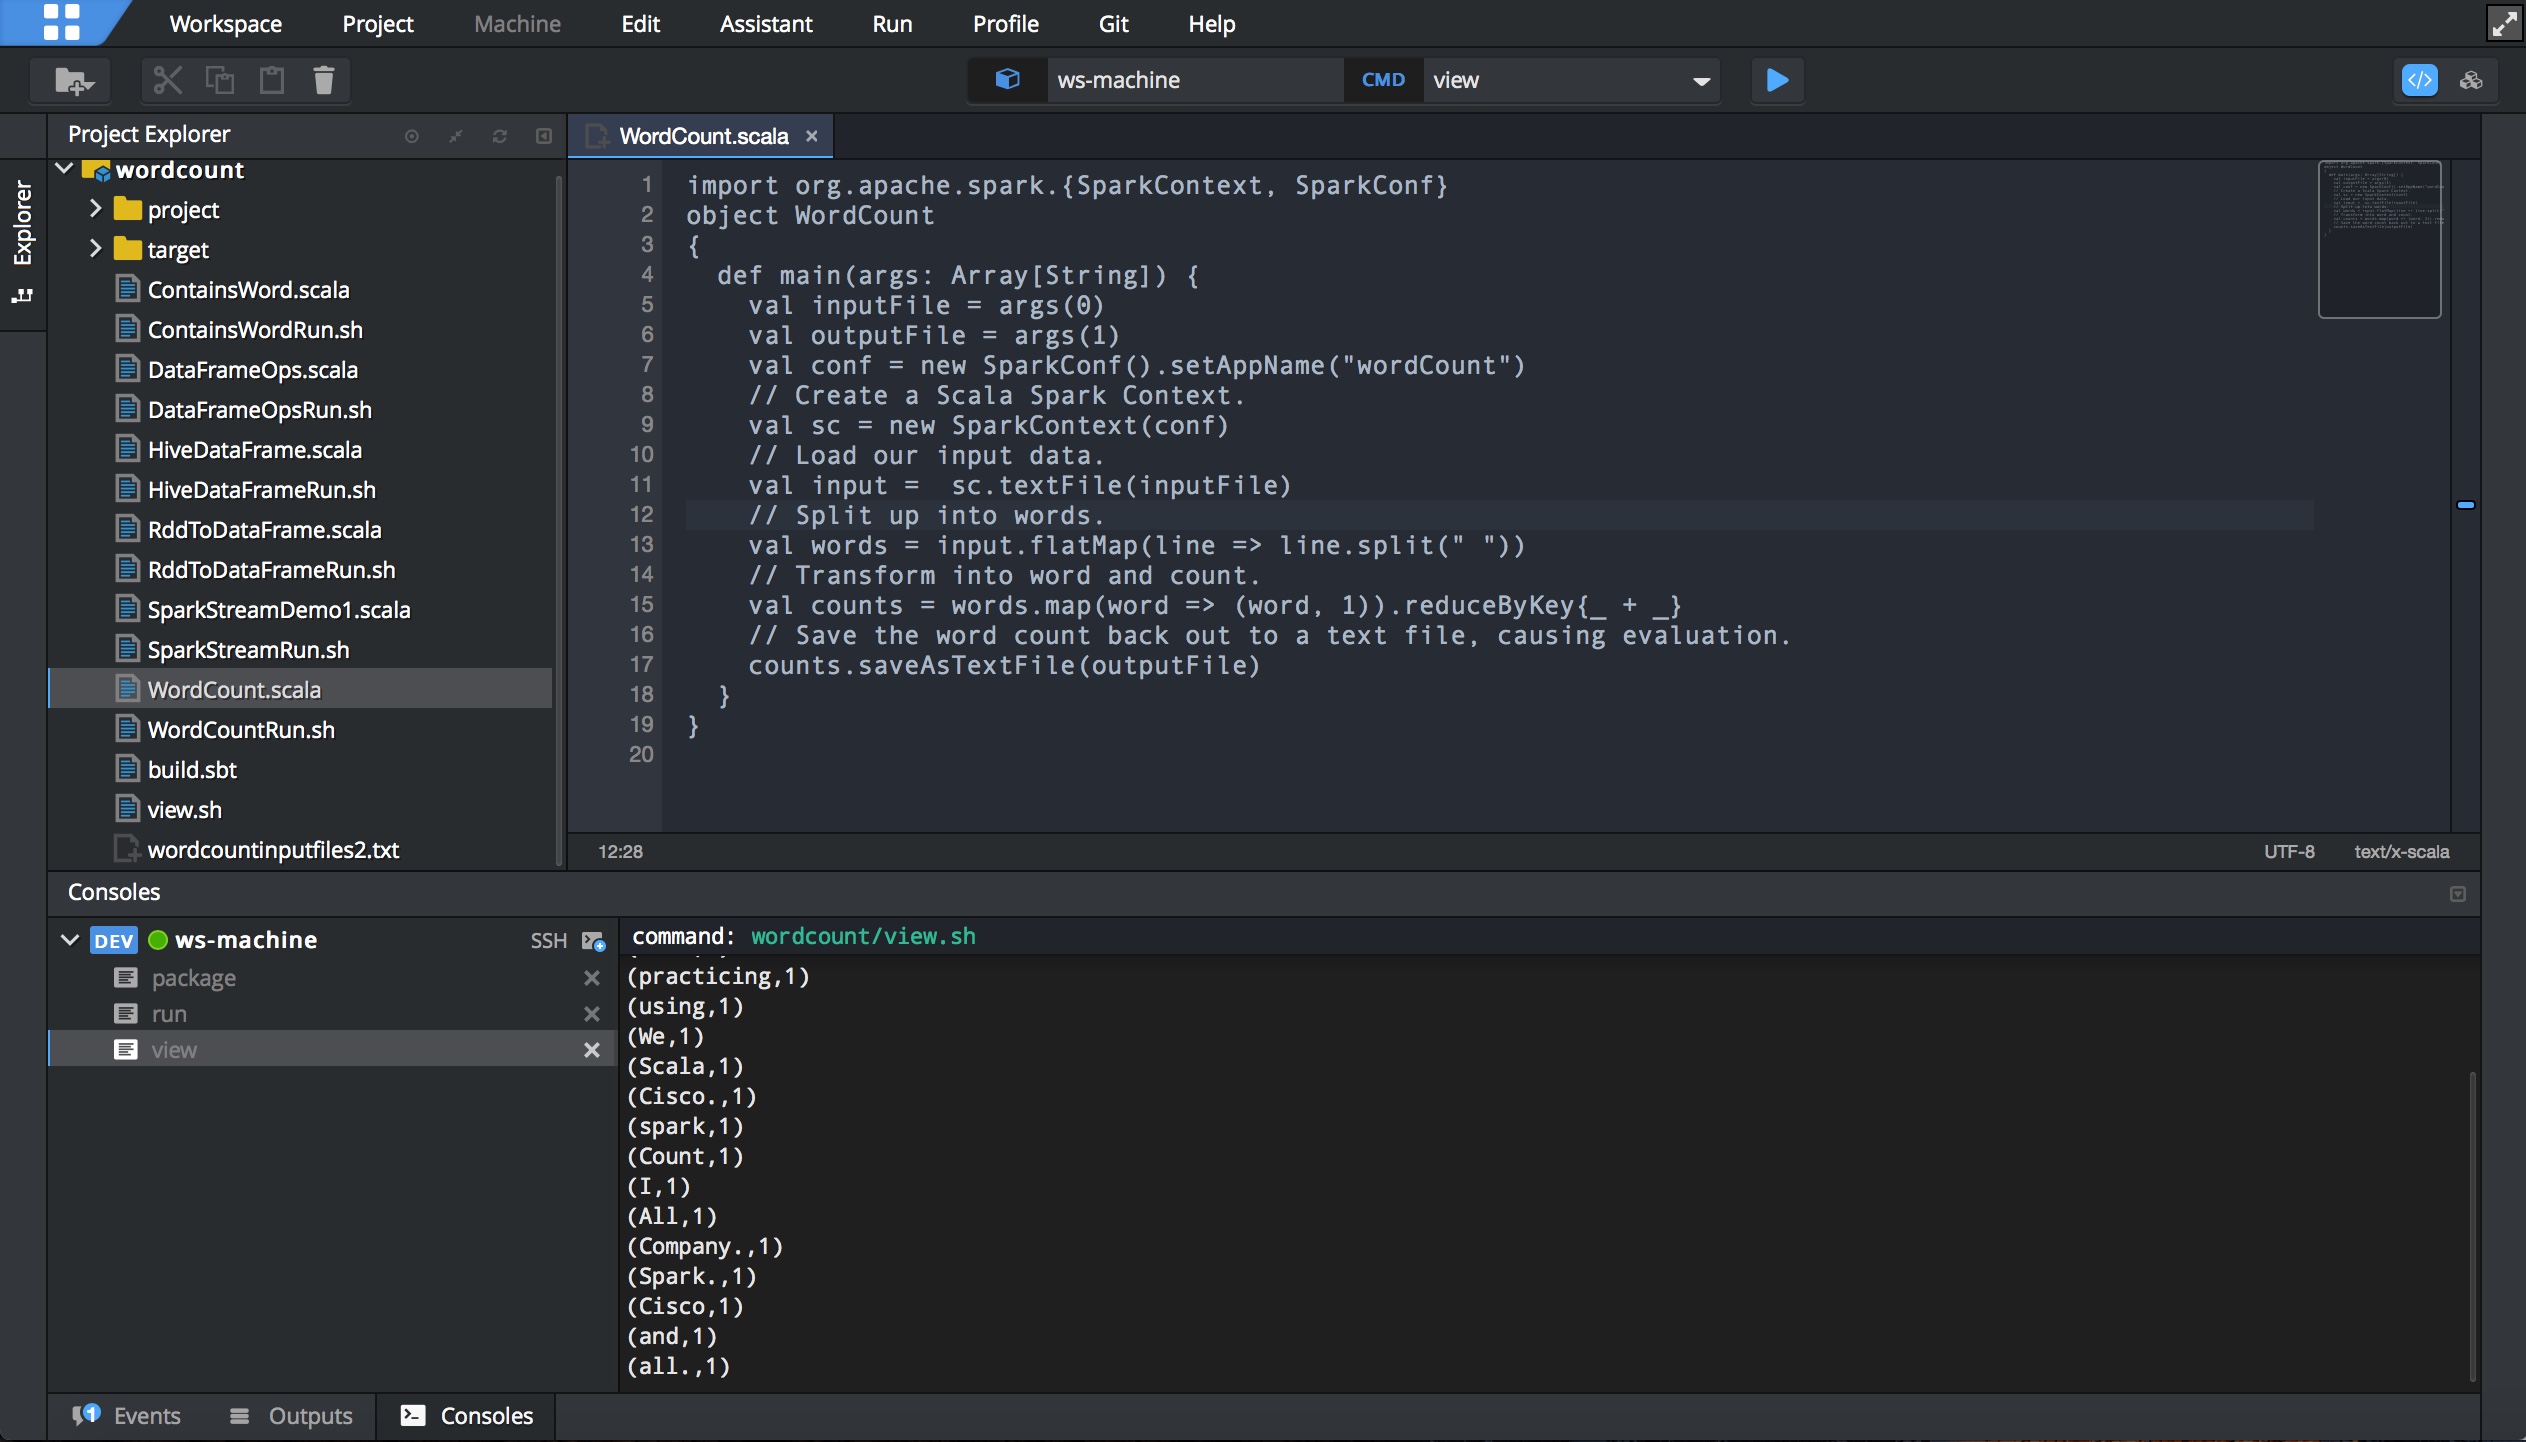 Workspace Project Machine Edit Assistant Run Profile Git Help
ws-machine CMD view
Explorer
Project Explorer
wordcount
project
target
ContainsWord.scala
ContainsWordRun.sh
DataFrameOps.scala
DataFrameOpsRun.sh
HiveDataFrame.scala
HiveDataFrameRun.sh
RddToDataFrame.scala
RddToDataFrameRun.sh
SparkStreamDemo1.scala
SparkStreamRun.sh
WordCount.scala
WordCountRun.sh
build.sbt
view.sh
wordcountinputfiles2.txt
WordCount.scala ×
1 import org.apache.spark.{SparkContext, SparkConf}
2 object WordCount
3 {
4   def main(args: Array[String]) {
5     val inputFile = args(0)
6     val outputFile = args(1)
7     val conf = new SparkConf().setAppName("wordCount")
8     // Create a Scala Spark Context.
9     val sc = new SparkContext(conf)
10     // Load our input data.
11     val input =  sc.textFile(inputFile)
12     // Split up into words.
13     val words = input.flatMap(line => line.split(" "))
14     // Transform into word and count.
15     val counts = words.map(word => (word, 1)).reduceByKey{_ + _}
16     // Save the word count back out to a text file, causing evaluation.
17     counts.saveAsTextFile(outputFile)
18   }
19 }
20
12:28 UTF-8 text/x-scala
Consoles
DEV ws-machine SSH
package
run
view
command: wordcount/view.sh
(practicing,1)
(using,1)
(We,1)
(Scala,1)
(Cisco.,1)
(spark,1)
(Count,1)
(I,1)
(All,1)
(Company.,1)
(Spark.,1)
(Cisco,1)
(and,1)
(all.,1)
1 Events Outputs Consoles